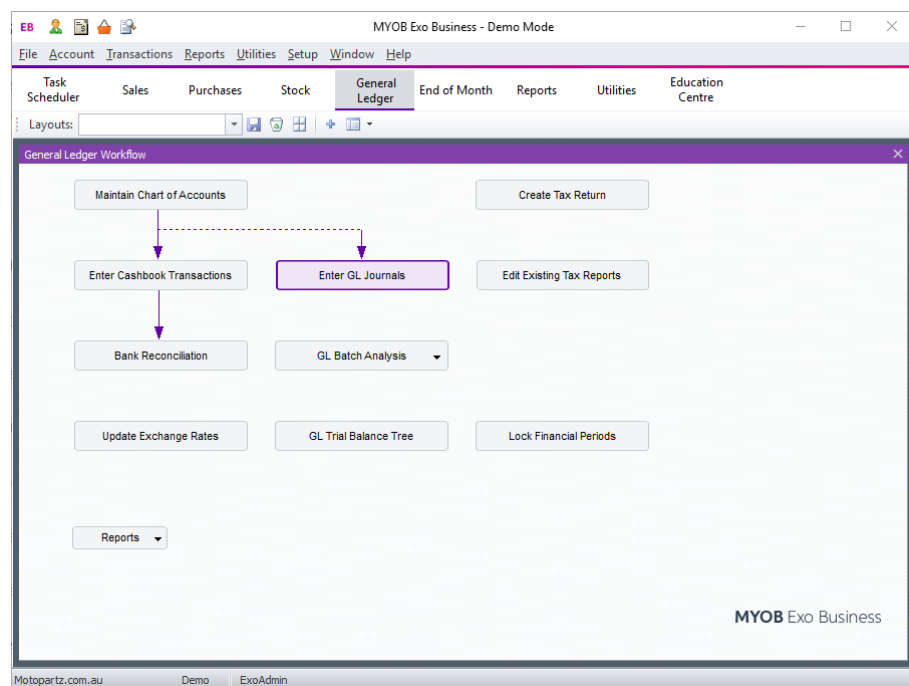 EB
MYOB Exo Business - Demo Mode
File Account Transactions Reports Utilities Setup Window Help
Task
Scheduler
Sales
Purchases
Stock
General
Ledger
End of Month
Reports
Utilities
Education
Centre
Layouts:
General Ledger Workflow
Maintain Chart of Accounts
Create Tax Return
Enter Cashbook Transactions
Enter GL Journals
Edit Existing Tax Reports
Bank Reconciliation
GL Batch Analysis
Update Exchange Rates
GL Trial Balance Tree
Lock Financial Periods
Reports
MYOB Exo Business
Motopartz.com.au Demo ExoAdmin